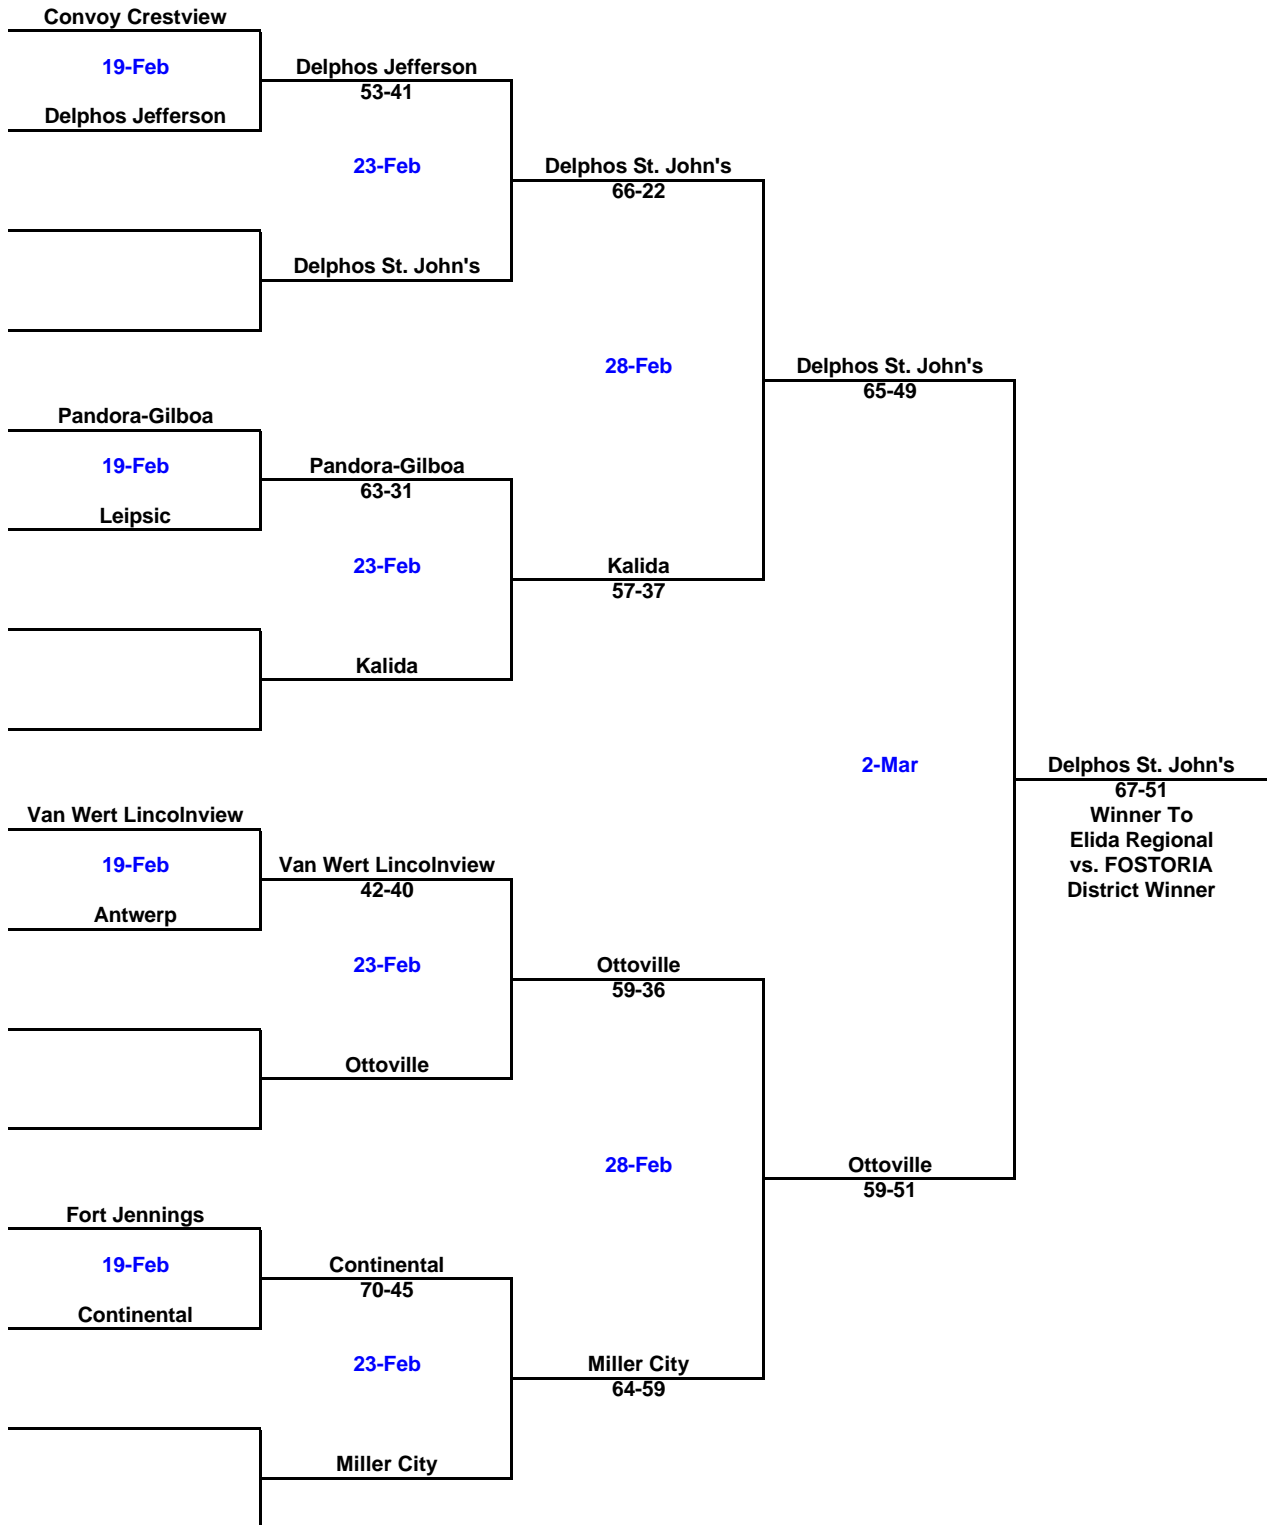 Convoy Crestview
19-Feb
Delphos Jefferson
53-41
Delphos Jefferson
23-Feb
Delphos St. John's
66-22
Delphos St. John's
28-Feb
Delphos St. John's
65-49
Pandora-Gilboa
19-Feb
Pandora-Gilboa
63-31
Leipsic
23-Feb
Kalida
57-37
Kalida
2-Mar
Delphos St. John's
67-51
Winner To
Elida Regional
vs. FOSTORIA
District Winner
Van Wert Lincolnview
19-Feb
Van Wert Lincolnview
42-40
Antwerp
23-Feb
Ottoville
59-36
Ottoville
28-Feb
Ottoville
59-51
Fort Jennings
19-Feb
Continental
70-45
Continental
23-Feb
Miller City
64-59
Miller City